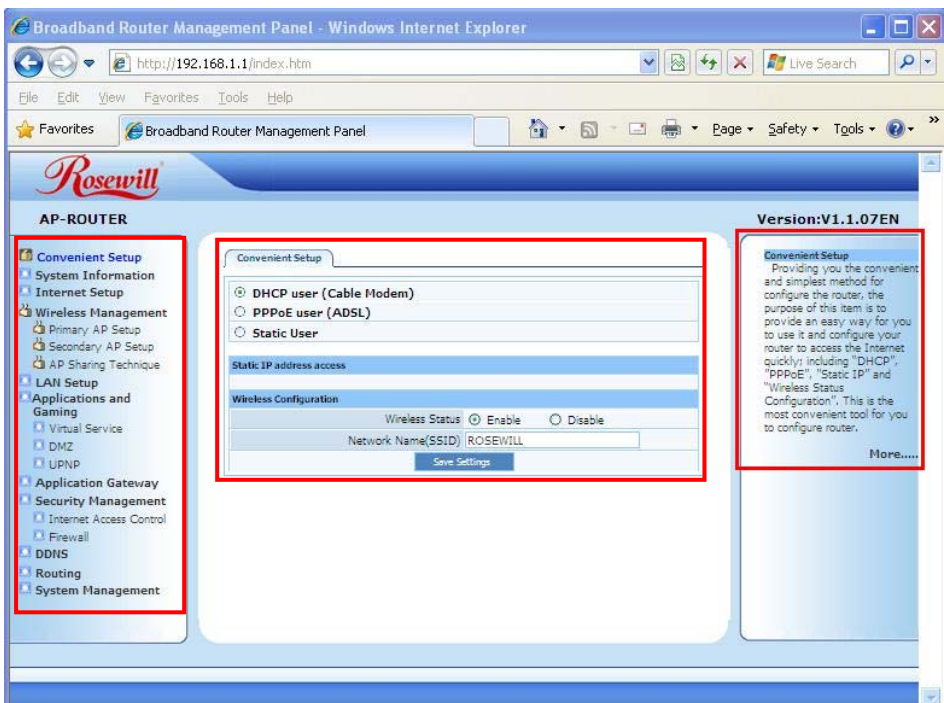 Broadband Router Management Panel - Windows Internet Explorer
http://192.168.1.1/index.htm
Live Search
File Edit View Favorites Tools Help
Favorites
Broadband Router Management Panel
Page
Safety
Tools
Rosewill
AP-ROUTER
Version:V1.1.07EN
Convenient Setup
System Information
Internet Setup
Wireless Management
Primary AP Setup
Secondary AP Setup
AP Sharing Technique
LAN Setup
Applications and
Gaming
Virtual Service
DMZ
UPNP
Application Gateway
Security Management
Internet Access Control
Firewall
DDNS
Routing
System Management
Convenient Setup
DHCP user (Cable Modem)
PPPoE user (ADSL)
Static User
Static IP address access
Wireless Configuration
Wireless Status Enable Disable
Network Name(SSID) ROSEWILL
Save Settings
Convenient Setup
Providing you the convenient
and simplest method for
configure the router, the
purpose of this item is to
provide an easy way for you
to use it and configure your
router to access the Internet
quickly; including "DHCP",
"PPPoE", "Static IP" and
"Wireless Status
Configuration". This is the
most convenient tool for you
to configure router.
More.....